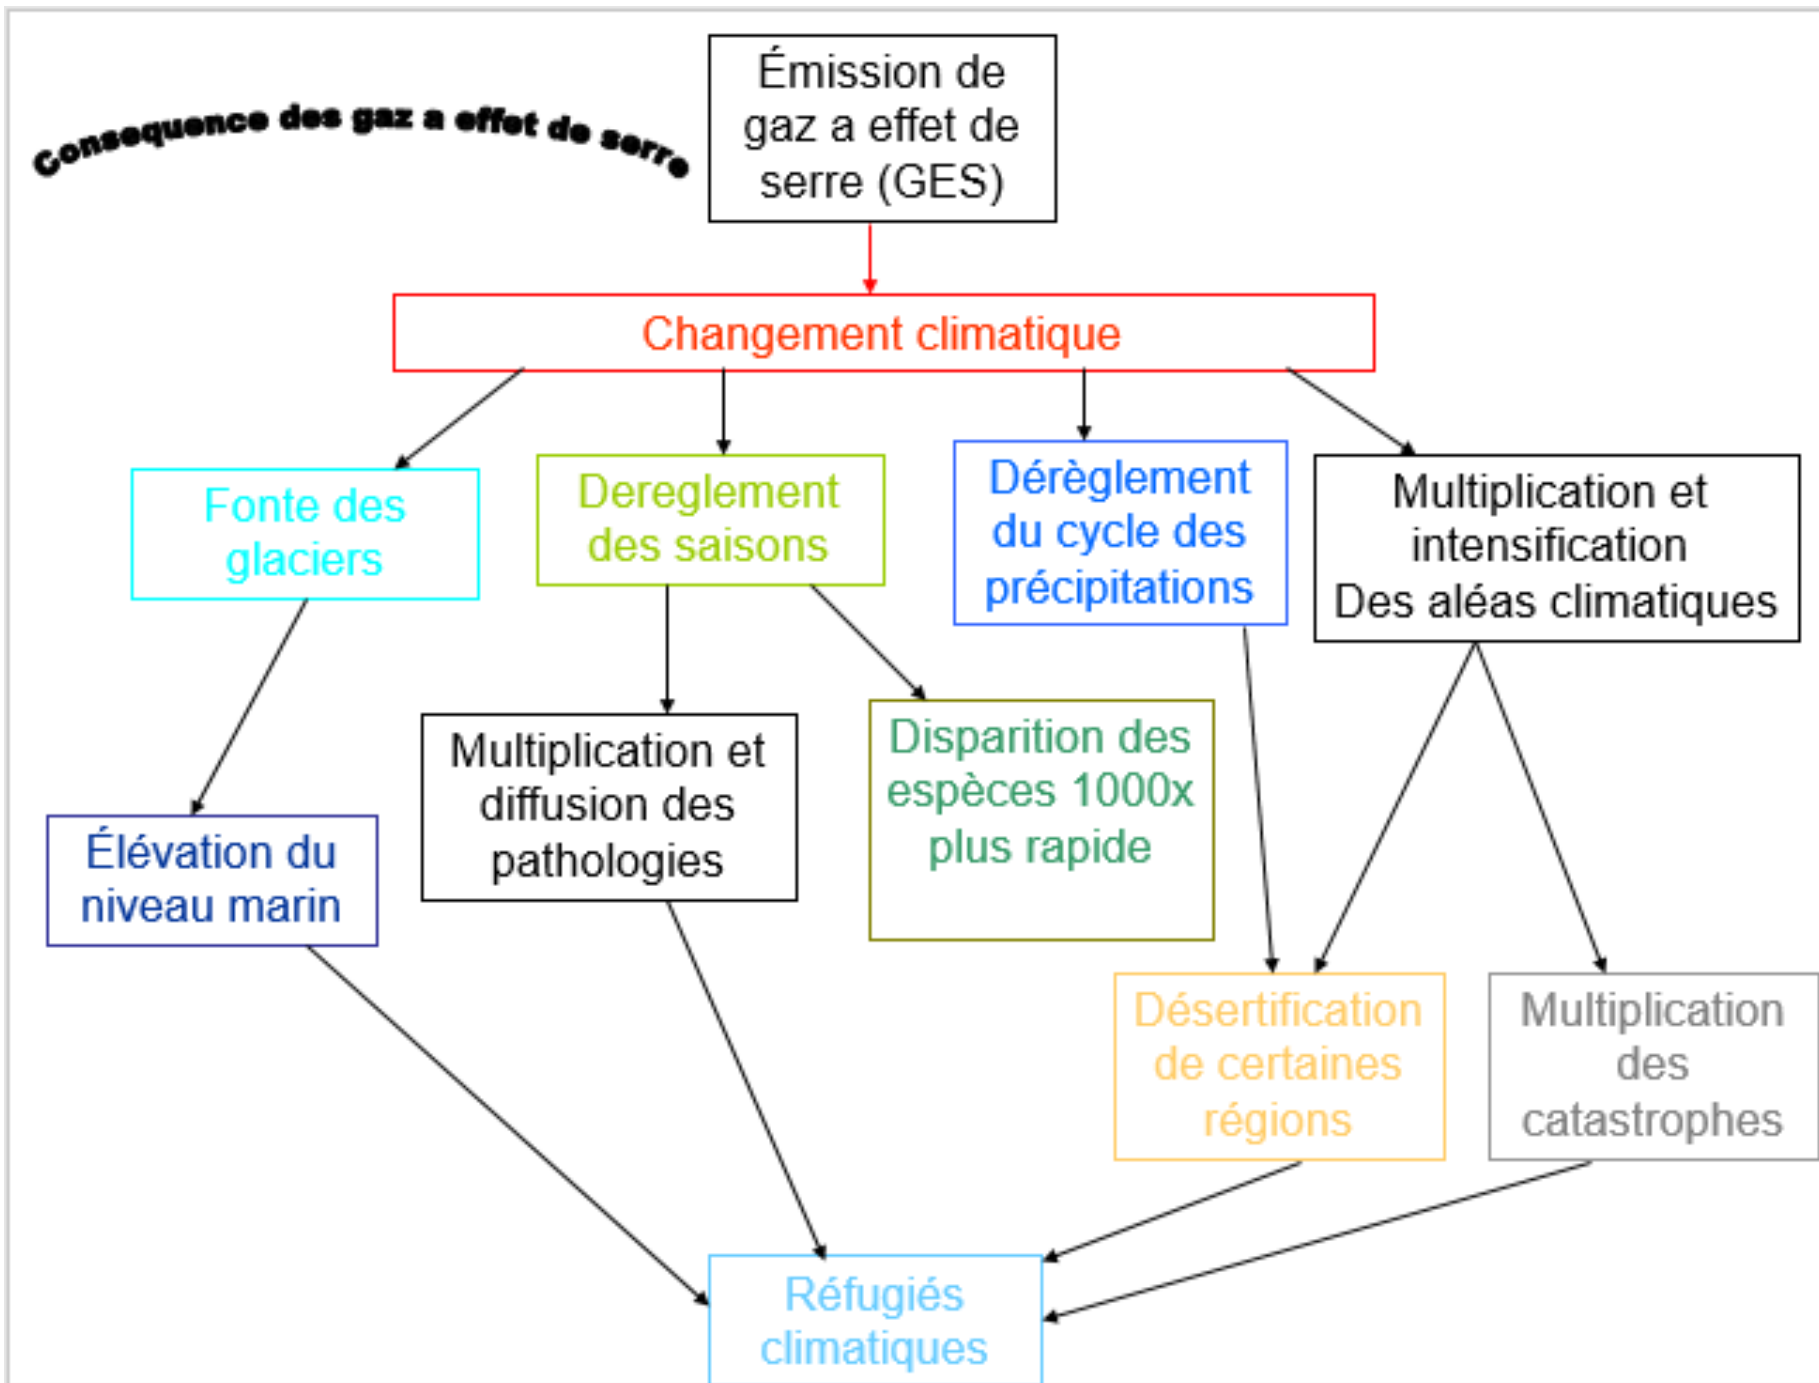 Consequence des gaz a effet de serre
Émission de
gaz a effet de
serre (GES)
Changement climatique
Fonte des
glaciers
Dereglement
des saisons
Dérèglement
du cycle des
précipitations
Multiplication et
intensification
Des aléas climatiques
Élévation du
niveau marin
Multiplication et
diffusion des
pathologies
Disparition des
espèces 1000x
plus rapide
Désertification
de certaines
régions
Multiplication
des
catastrophes
Réfugiés
climatiques